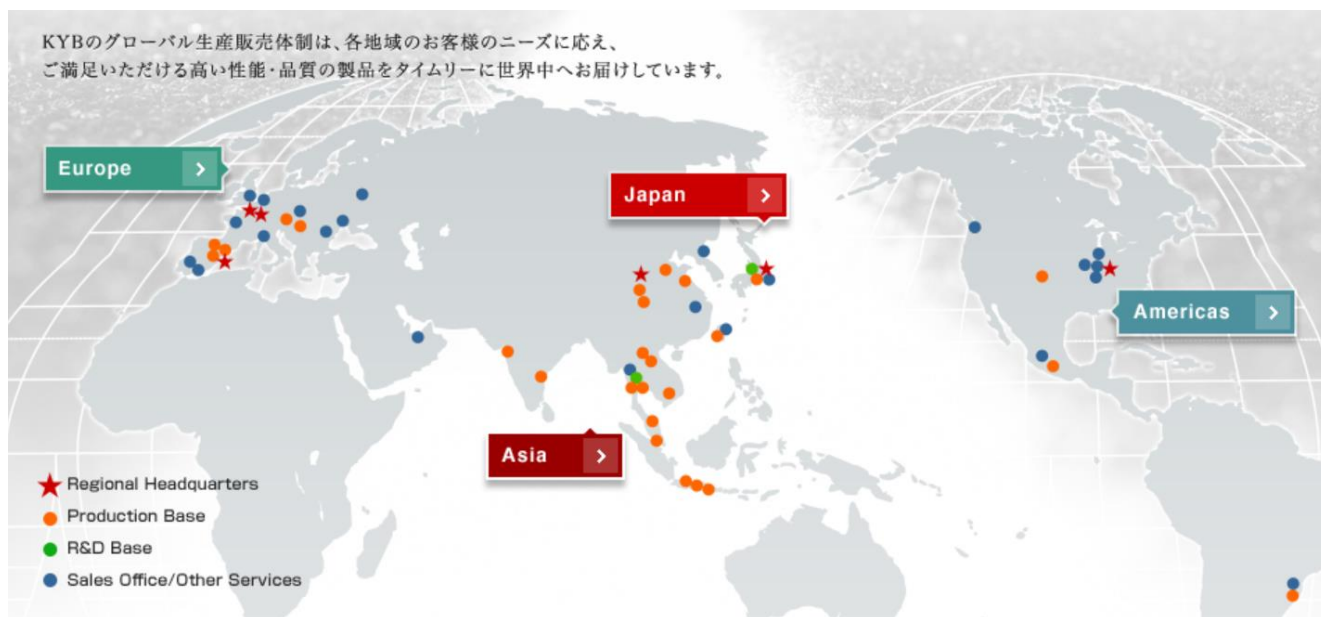 KYBのグローバル生産販売体制は、各地域のお客様のニーズに応え、
ご満足いただける高い性能・品質の製品をタイムリーに世界中へお届けしています。
Europe
Japan
Americas
Asia
Regional Headquarters
Production Base
R&D Base
Sales Office/Other Services